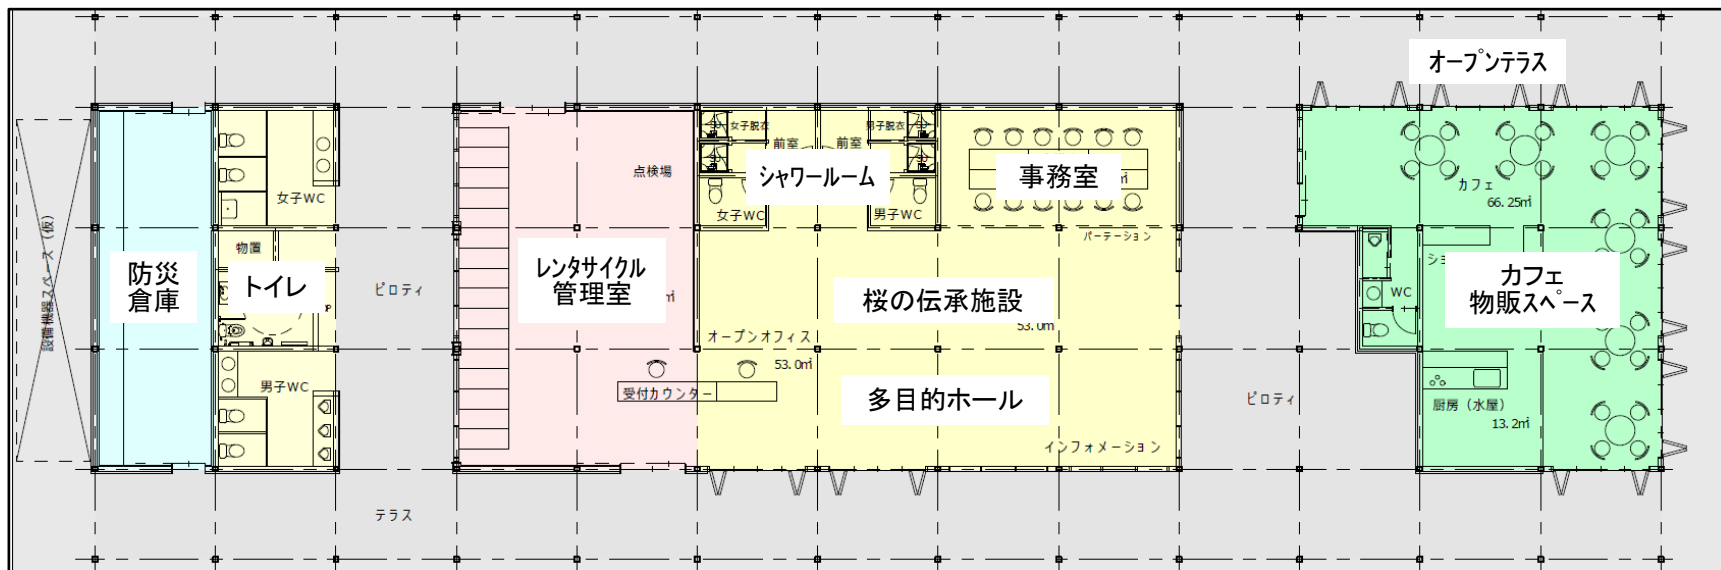 オープンテラス
女子脱衣
男子脱衣
前室
前室
点検場
シャワールーム
事務室
カフェ
66.25㎡
女子WC
女子WC
男子WC
パーテーション
物置
設備機器スペース（仮）
防災
倉庫
トイレ
ピロティ
レンタサイクル
管理室
桜の伝承施設
53.0㎡
WC
カフェ
物販スペース
オープンオフィス
53.0㎡
男子WC
受付カウンター
多目的ホール
ピロティ
厨房（水屋）
13.2㎡
インフォメーション
テラス